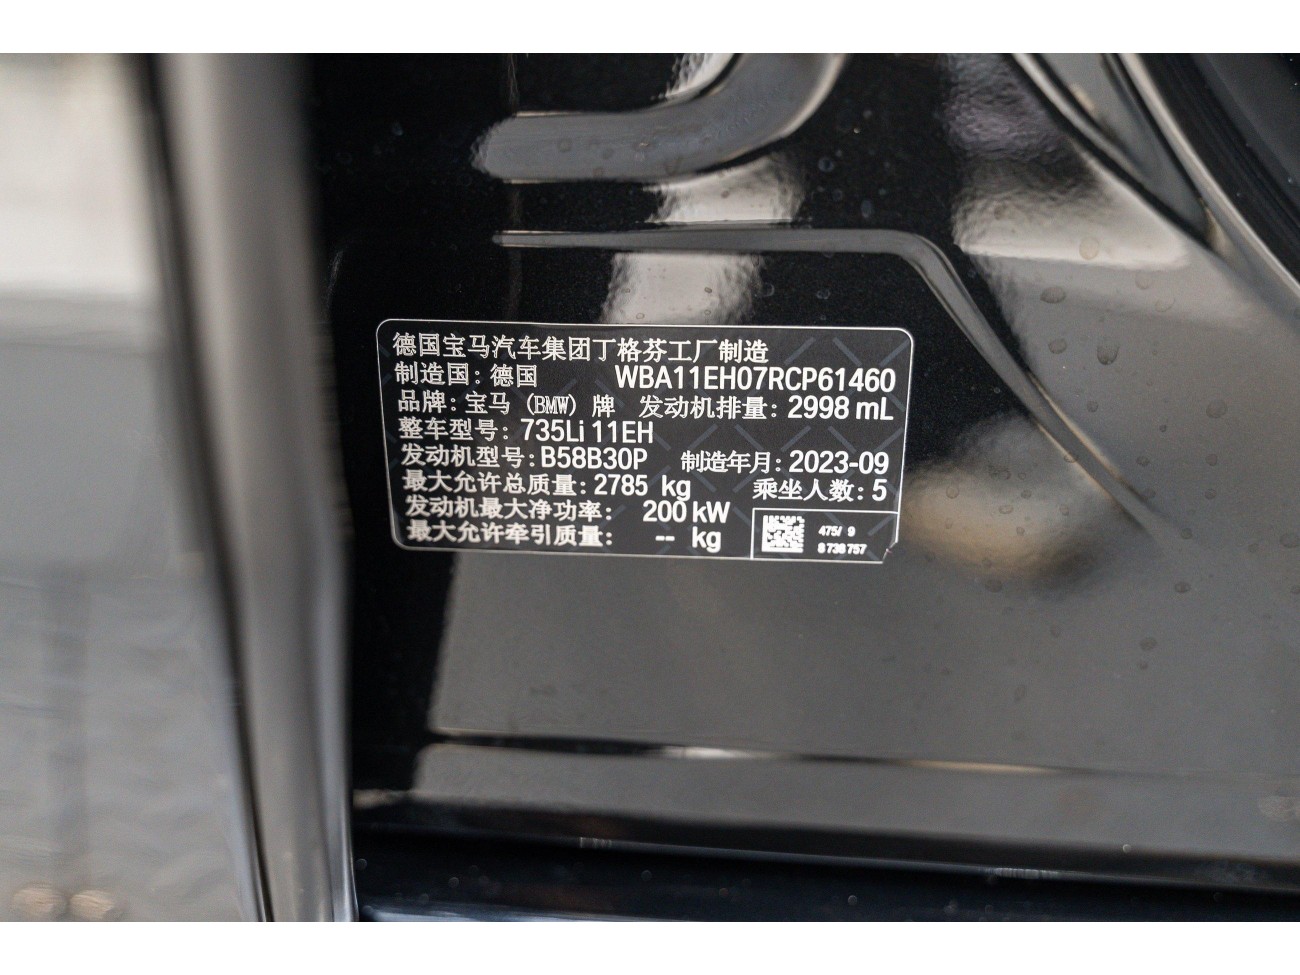 德国宝马汽车集团丁格芬工厂制造
制造国: 德国 WBA11EH07RCP61460
品牌: 宝马 (BMW) 牌 发动机排量: 2998 mL
整车型号: 735Li 11EH
发动机型号: B58B30P 制造年月: 2023-09
最大允许总质量: 2785 kg 乘坐人数: 5
发动机最大净功率: 200 kW
最大允许牵引质量: -- kg
475/ 9
8 738 757